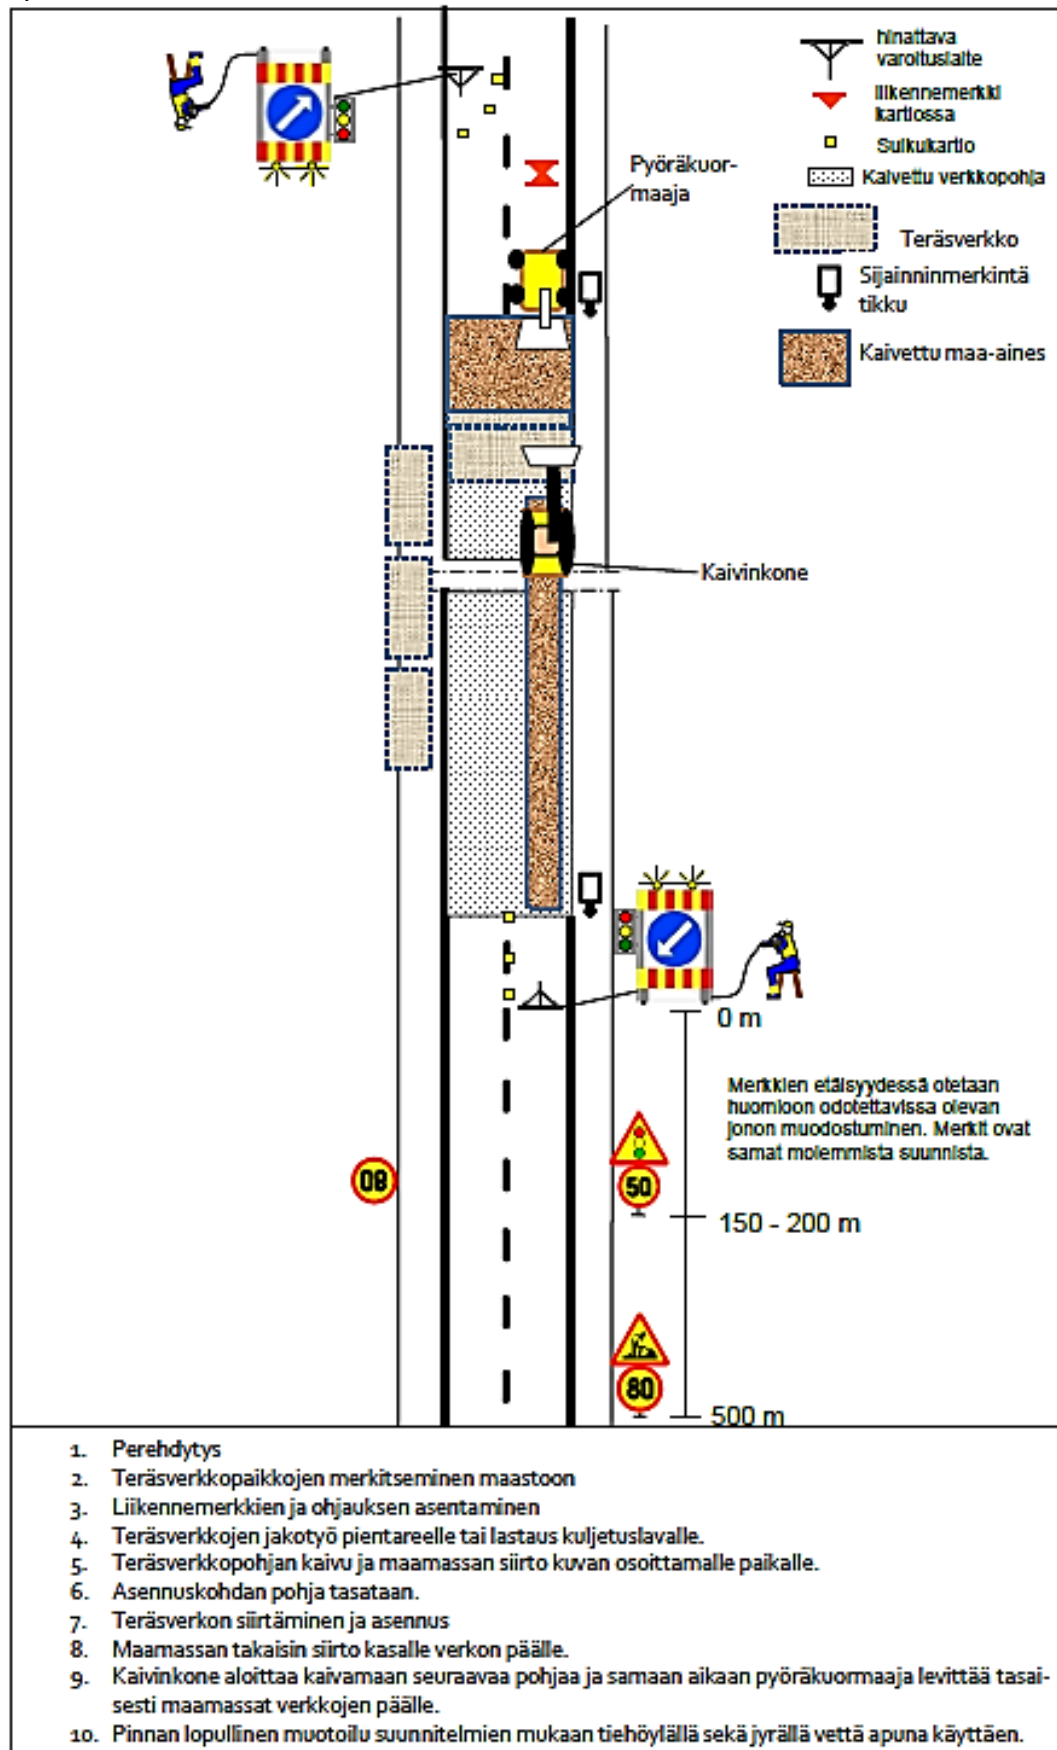 hinattava
varoituslaite
liikennemerkki
kartiossa
Sulkukartio
Kaivettu verkkopohja
Teräsverkko
Sijainninmerkintä
tikku
Kaivettu maa-aines
Pyöräkuor-
maaja
Kaivinkone
0 m
Merkkien etäisyydessä otetaan
huomioon odotettavissa olevan
jonon muodostuminen. Merkit ovat
samat molemmista suunnista.
80
50
150 - 200 m
80
500 m
1. Perehdytys
2. Teräsverkkopaikkojen merkitseminen maastoon
3. Liikennemerkkien ja ohjauksen asentaminen
4. Teräsverkkojen jakotyö pientareelle tai lastaus kuljetuslavalle.
5. Teräsverkkopohjan kaivu ja maamassan siirto kuvan osoittamalle paikalle.
6. Asennuskohdan pohja tasataan.
7. Teräsverkon siirtäminen ja asennus
8. Maamassan takaisin siirto kasalle verkon päälle.
9. Kaivinkone aloittaa kaivamaan seuraavaa pohjaa ja samaan aikaan pyöräkuormaaja levittää tasai-
sesti maamassat verkkojen päälle.
10. Pinnan lopullinen muotoilu suunnitelmien mukaan tiehöylällä sekä jyrällä vettä apuna käyttäen.